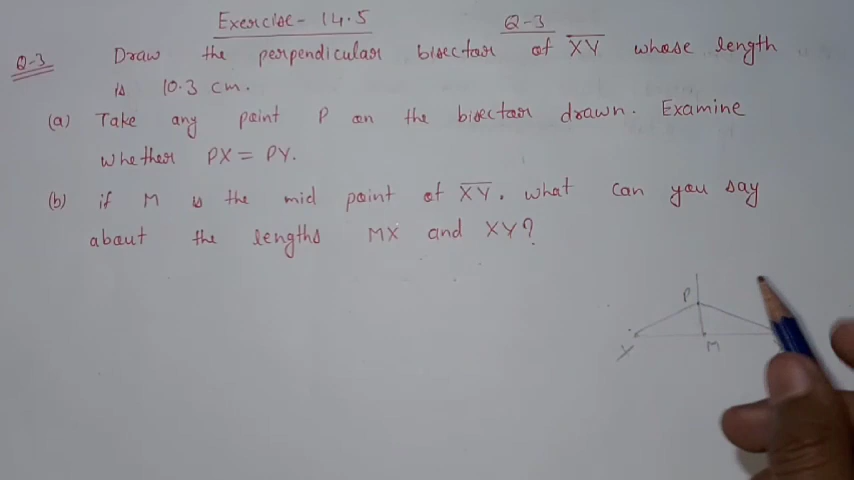 Exercise - 14.5 Q-3
Q-3 Draw the perpendicular bisector of XY whose length
is 10.3 cm.
(a) Take any point P on the bisector drawn. Examine
whether PX = PY.
(b) if M is the mid point of XY. what can you say
about the lengths MX and XY?
P
X M